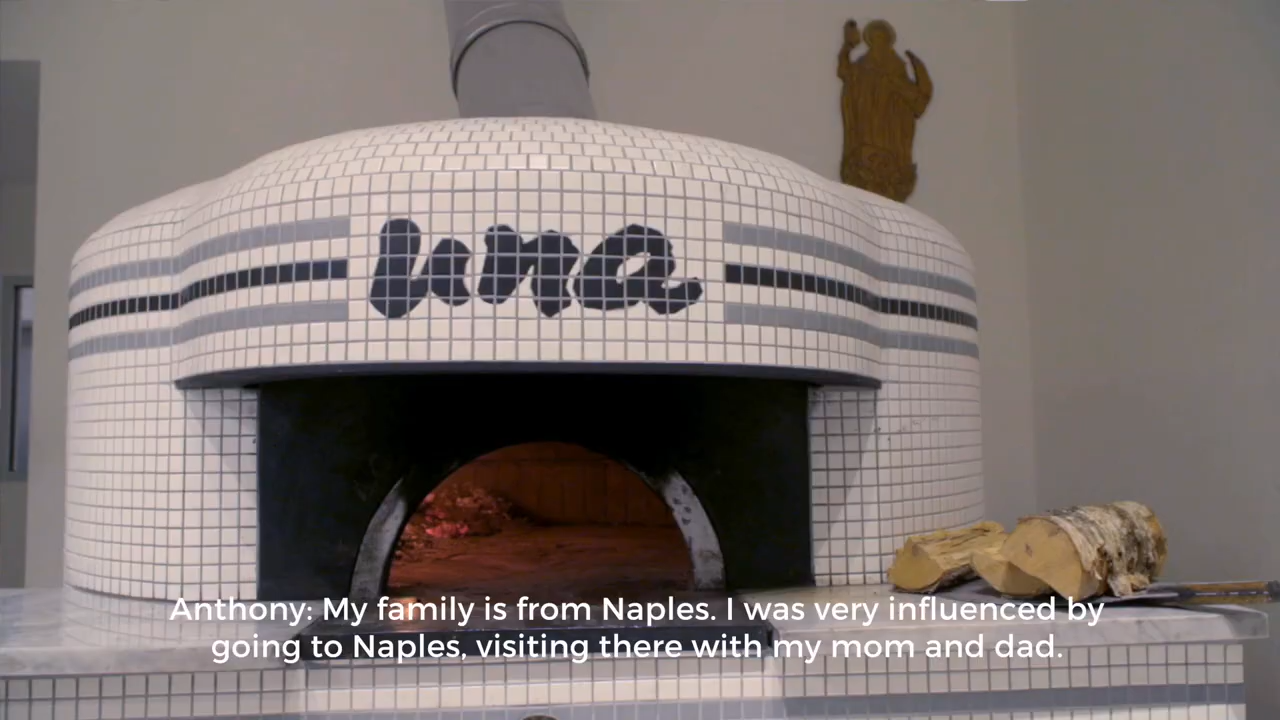 una
Anthony: My family is from Naples. I was very influenced by
going to Naples, visiting there with my mom and dad.